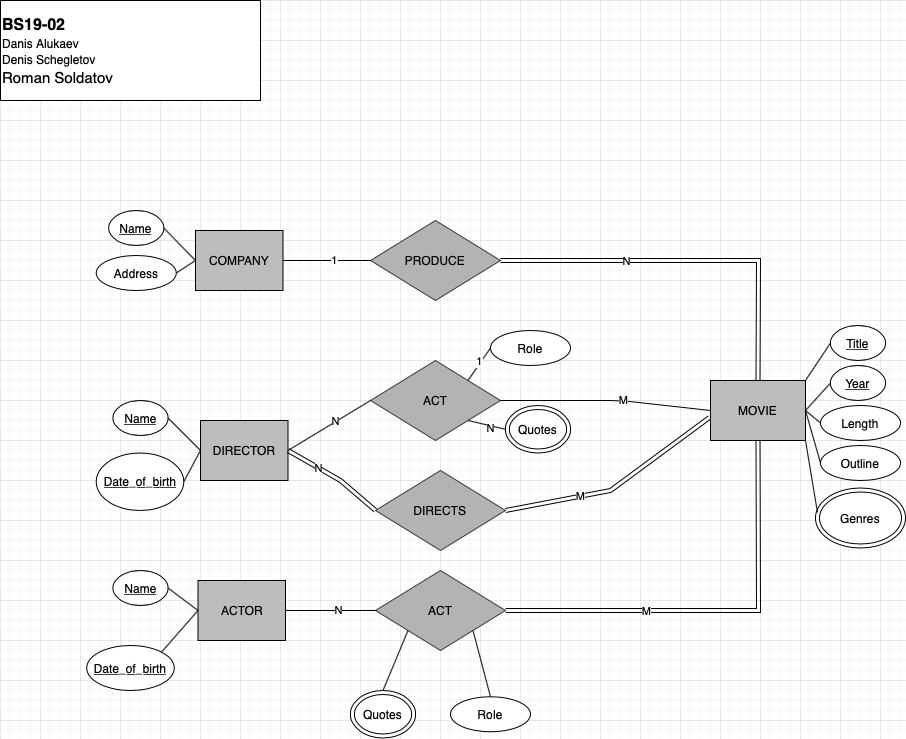 BS19-02
Danis Alukaev
Denis Schegletov
Roman Soldatov
Name
Address
COMPANY
1
PRODUCE
N
Title
Year
Length
Outline
Genres
MOVIE
Role
1
ACT
M
N
Quotes
N
Name
Date_of_birth
DIRECTOR
N
DIRECTS
M
Name
Date_of_birth
ACTOR
N
ACT
M
Quotes
Role